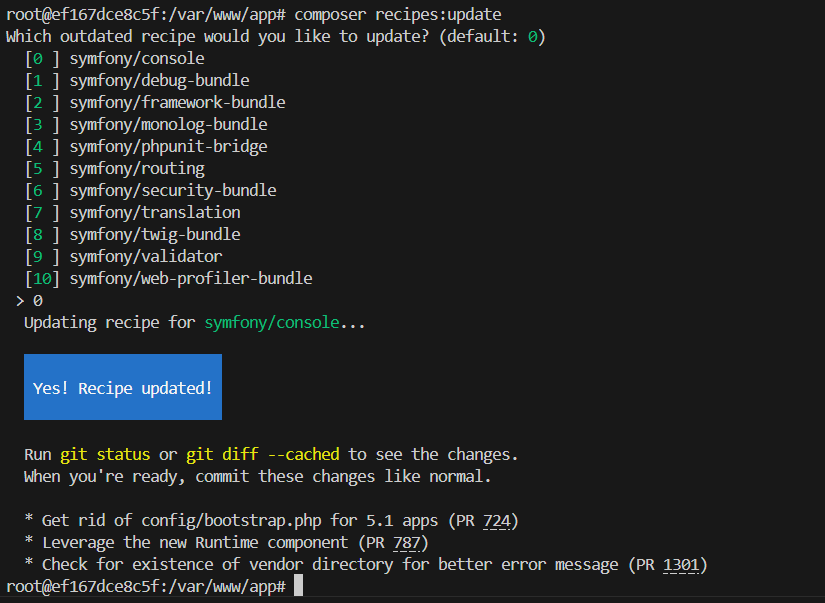 root@ef167dce8c5f:/var/www/app# composer recipes:update
Which outdated recipe would you like to update? (default: 0)
[0 ] symfony/console
[1 ] symfony/debug-bundle
[2 ] symfony/framework-bundle
[3 ] symfony/monolog-bundle
[4 ] symfony/phpunit-bridge
[5 ] symfony/routing
[6 ] symfony/security-bundle
[7 ] symfony/translation
[8 ] symfony/twig-bundle
[9 ] symfony/validator
[10] symfony/web-profiler-bundle
> 0
Updating recipe for symfony/console...
Yes! Recipe updated!
Run git status or git diff --cached to see the changes.
When you're ready, commit these changes like normal.
* Get rid of config/bootstrap.php for 5.1 apps (PR 724)
* Leverage the new Runtime component (PR 787)
* Check for existence of vendor directory for better error message (PR 1301)
root@ef167dce8c5f:/var/www/app#